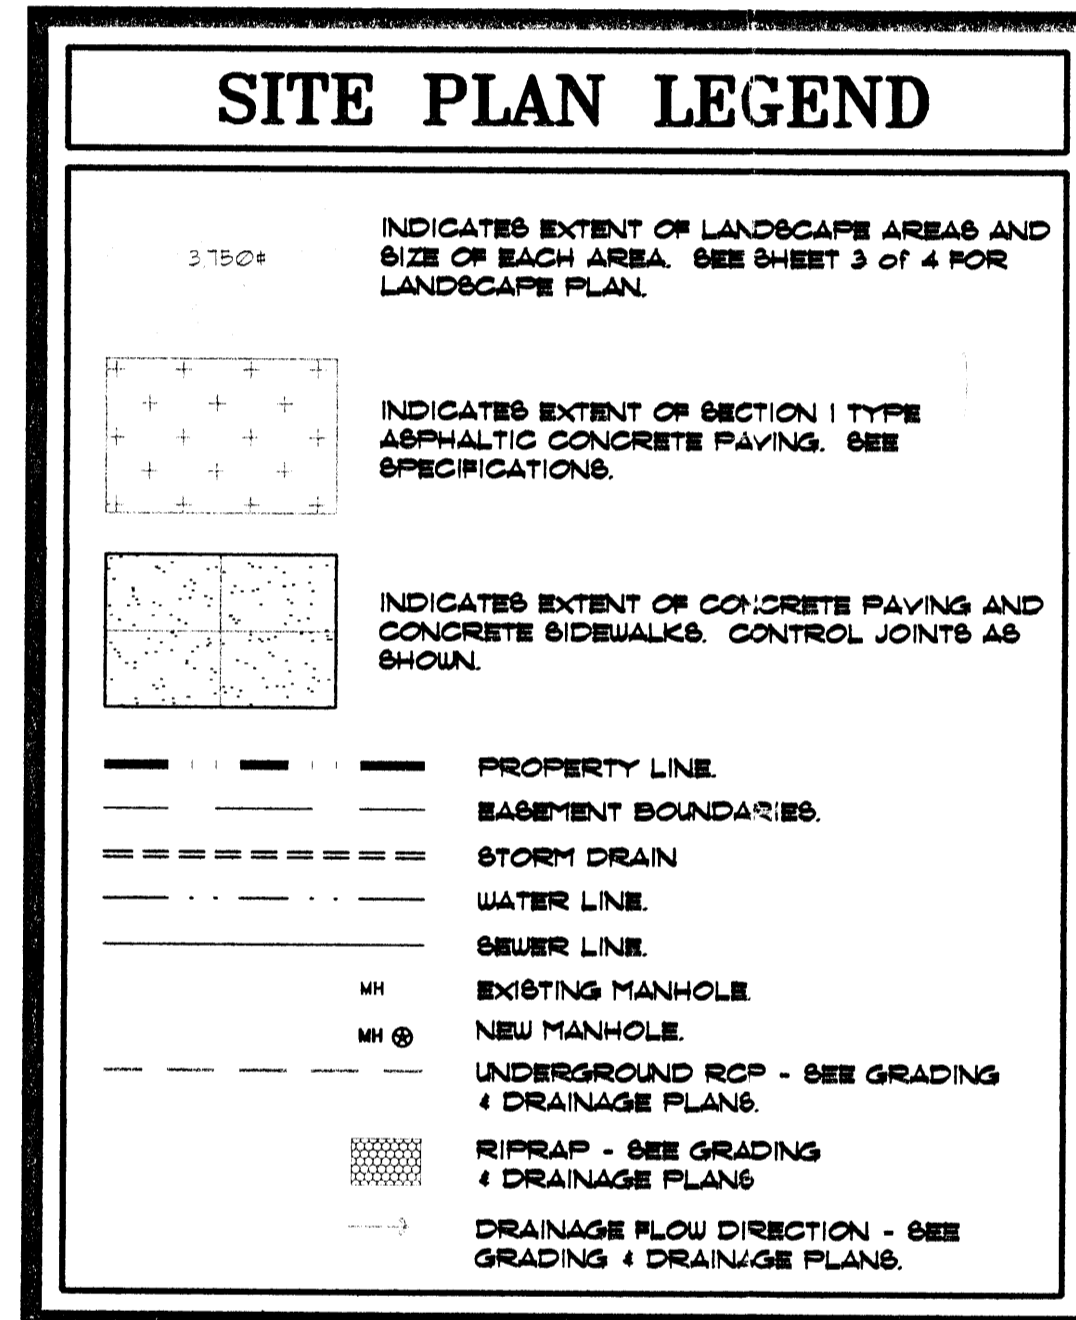 SITE PLAN LEGEND
3,750⌗
INDICATES EXTENT OF LANDSCAPE AREAS AND
SIZE OF EACH AREA. SEE SHEET 3 of 4 FOR
LANDSCAPE PLAN.
INDICATES EXTENT OF SECTION 1 TYPE
ASPHALTIC CONCRETE PAVING. SEE
SPECIFICATIONS.
INDICATES EXTENT OF CONCRETE PAVING AND
CONCRETE SIDEWALKS. CONTROL JOINTS AS
SHOWN.
PROPERTY LINE.
EASEMENT BOUNDARIES.
STORM DRAIN
WATER LINE.
SEWER LINE.
MH EXISTING MANHOLE.
MH NEW MANHOLE.
UNDERGROUND RCP - SEE GRADING
& DRAINAGE PLANS.
RIPRAP - SEE GRADING
& DRAINAGE PLANS
DRAINAGE FLOW DIRECTION - SEE
GRADING & DRAINAGE PLANS.